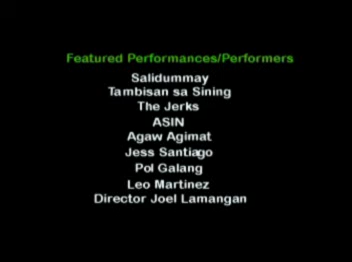 Featured Performances/Performers
Salidummay
Tambisan sa Sining
The Jerks
ASIN
Agaw Agimat
Jess Santiago
Pol Galang
Leo Martinez
Director Joel Lamangan